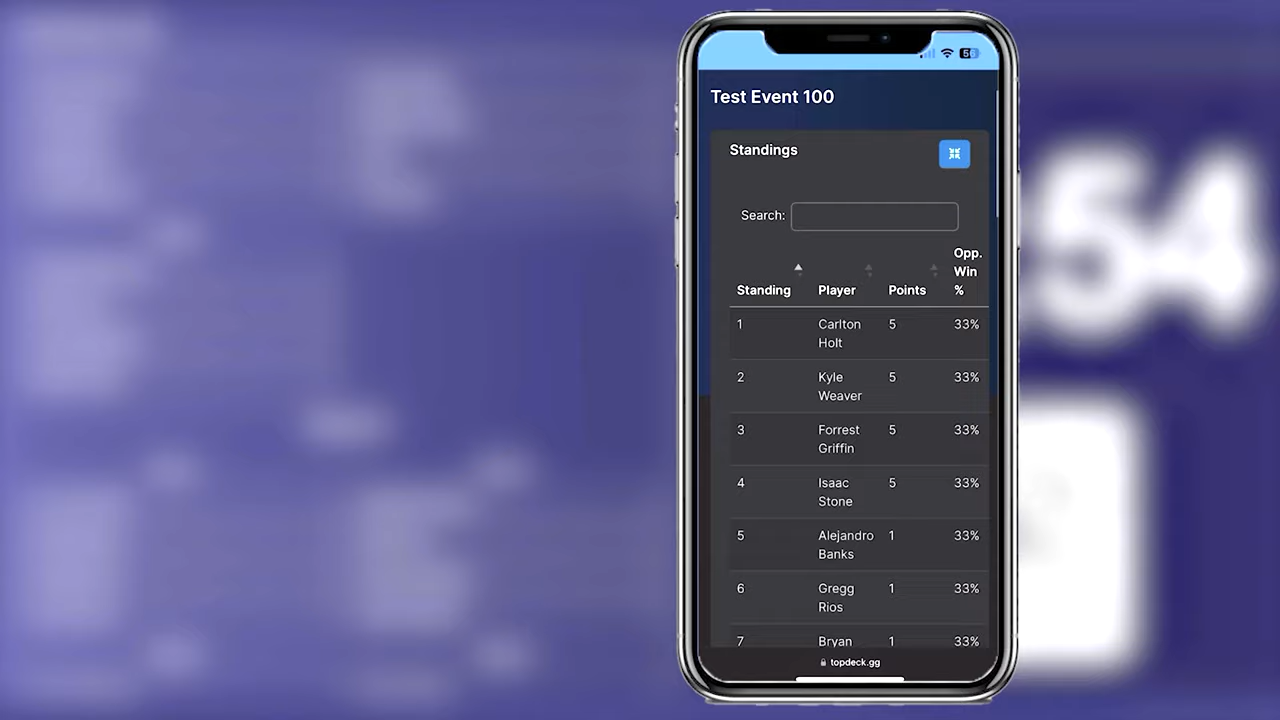 56
Test Event 100
Standings
Search:
Standing
Player
Points
Opp.
Win
%
1
Carlton
Holt
5
33%
2
Kyle
Weaver
5
33%
3
Forrest
Griffin
5
33%
4
Isaac
Stone
5
33%
5
Alejandro
Banks
1
33%
6
Gregg
Rios
1
33%
7
Bryan
1
33%
topdeck.gg
54